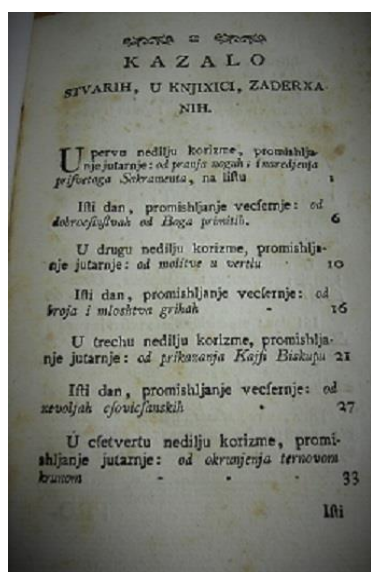 KAZALO
STVARIH, U KNJIXICI, ZADERXA-
NIH.
U pervu nedilju korizme, promishlja-
nje jutarnje: od pranja nogah i naredjenja
prisvetoga Sakramenta, na listu 1
Iſti dan, promishljanje vecſernje: od
dobrocſinſtvah od Boga primitih. 6
U drugu nedilju korizme, promishlja-
nje jutarnje: od molitve u vertlu 10
Iſti dan, promishljanje vecſernje: od
broja i mloshtva grihah - 16
U trechu nedilju korizme, promishlja-
nje jutarnje: od prikazanja Kajfi Biskupu 21
Iſti dan, promishljanje vecſernje: od
nevoljah cſovicſanskih - 27
U cſetvertu nedilju korizme, promi-
shljanje jutarnje: od okrunjenja ternovom
krunom - - - 33
Iſti